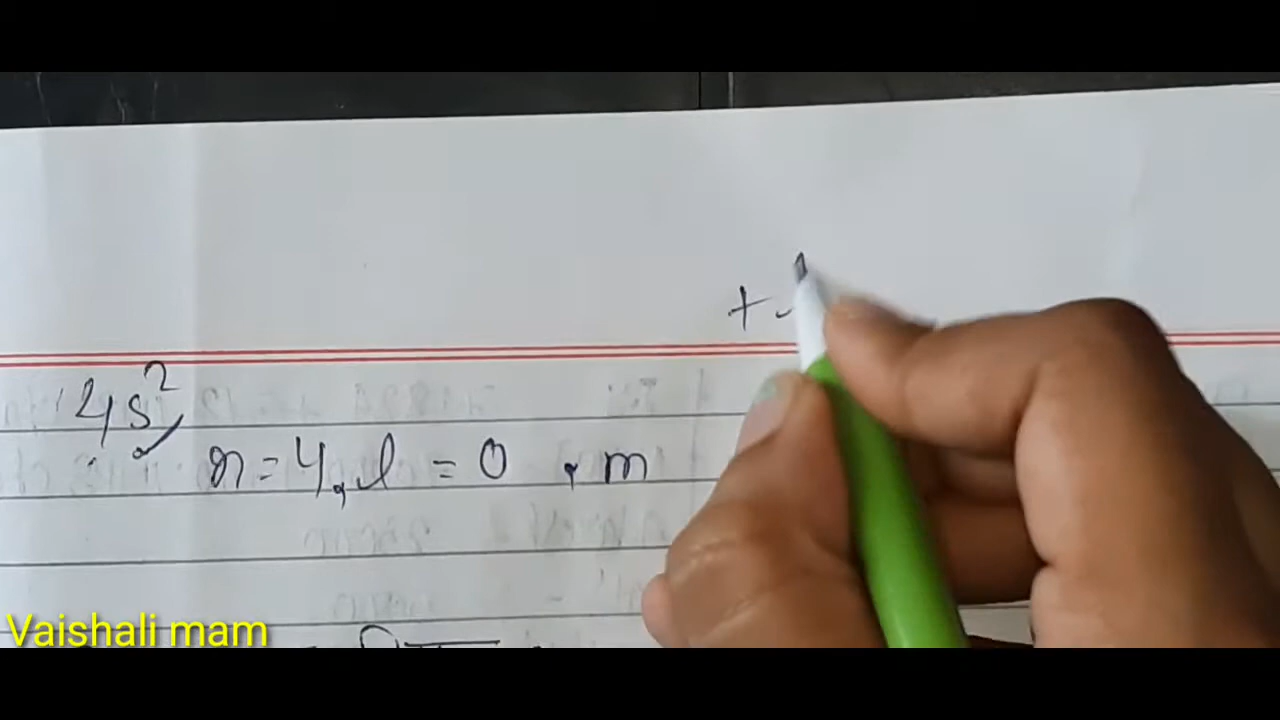 +
4s²
n = 4, l = 0 , m
Vaishali mam